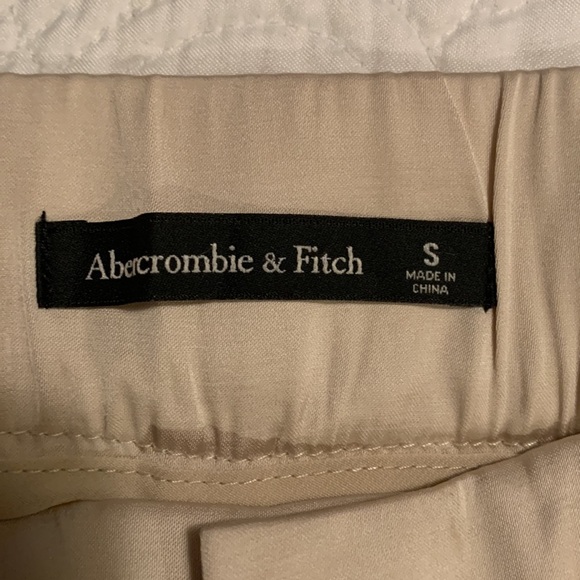 Abercrombie & Fitch
S
MADE IN
CHINA